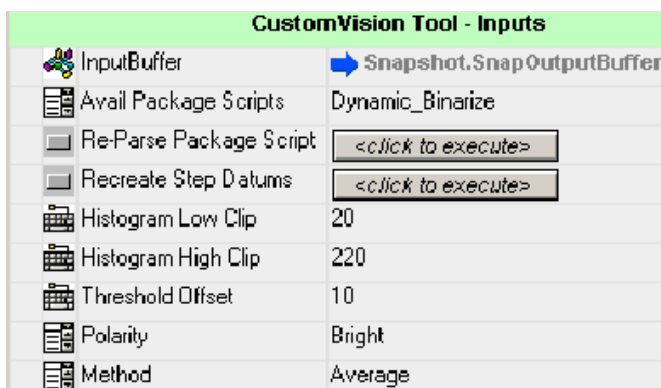 CustomVision Tool - Inputs
InputBuffer Snapshot.SnapOutputBuffer
Avail Package Scripts Dynamic_Binarize
Re-Parse Package Script <click to execute>
Recreate Step Datums <click to execute>
Histogram Low Clip 20
Histogram High Clip 220
Threshold Offset 10
Polarity Bright
Method Average